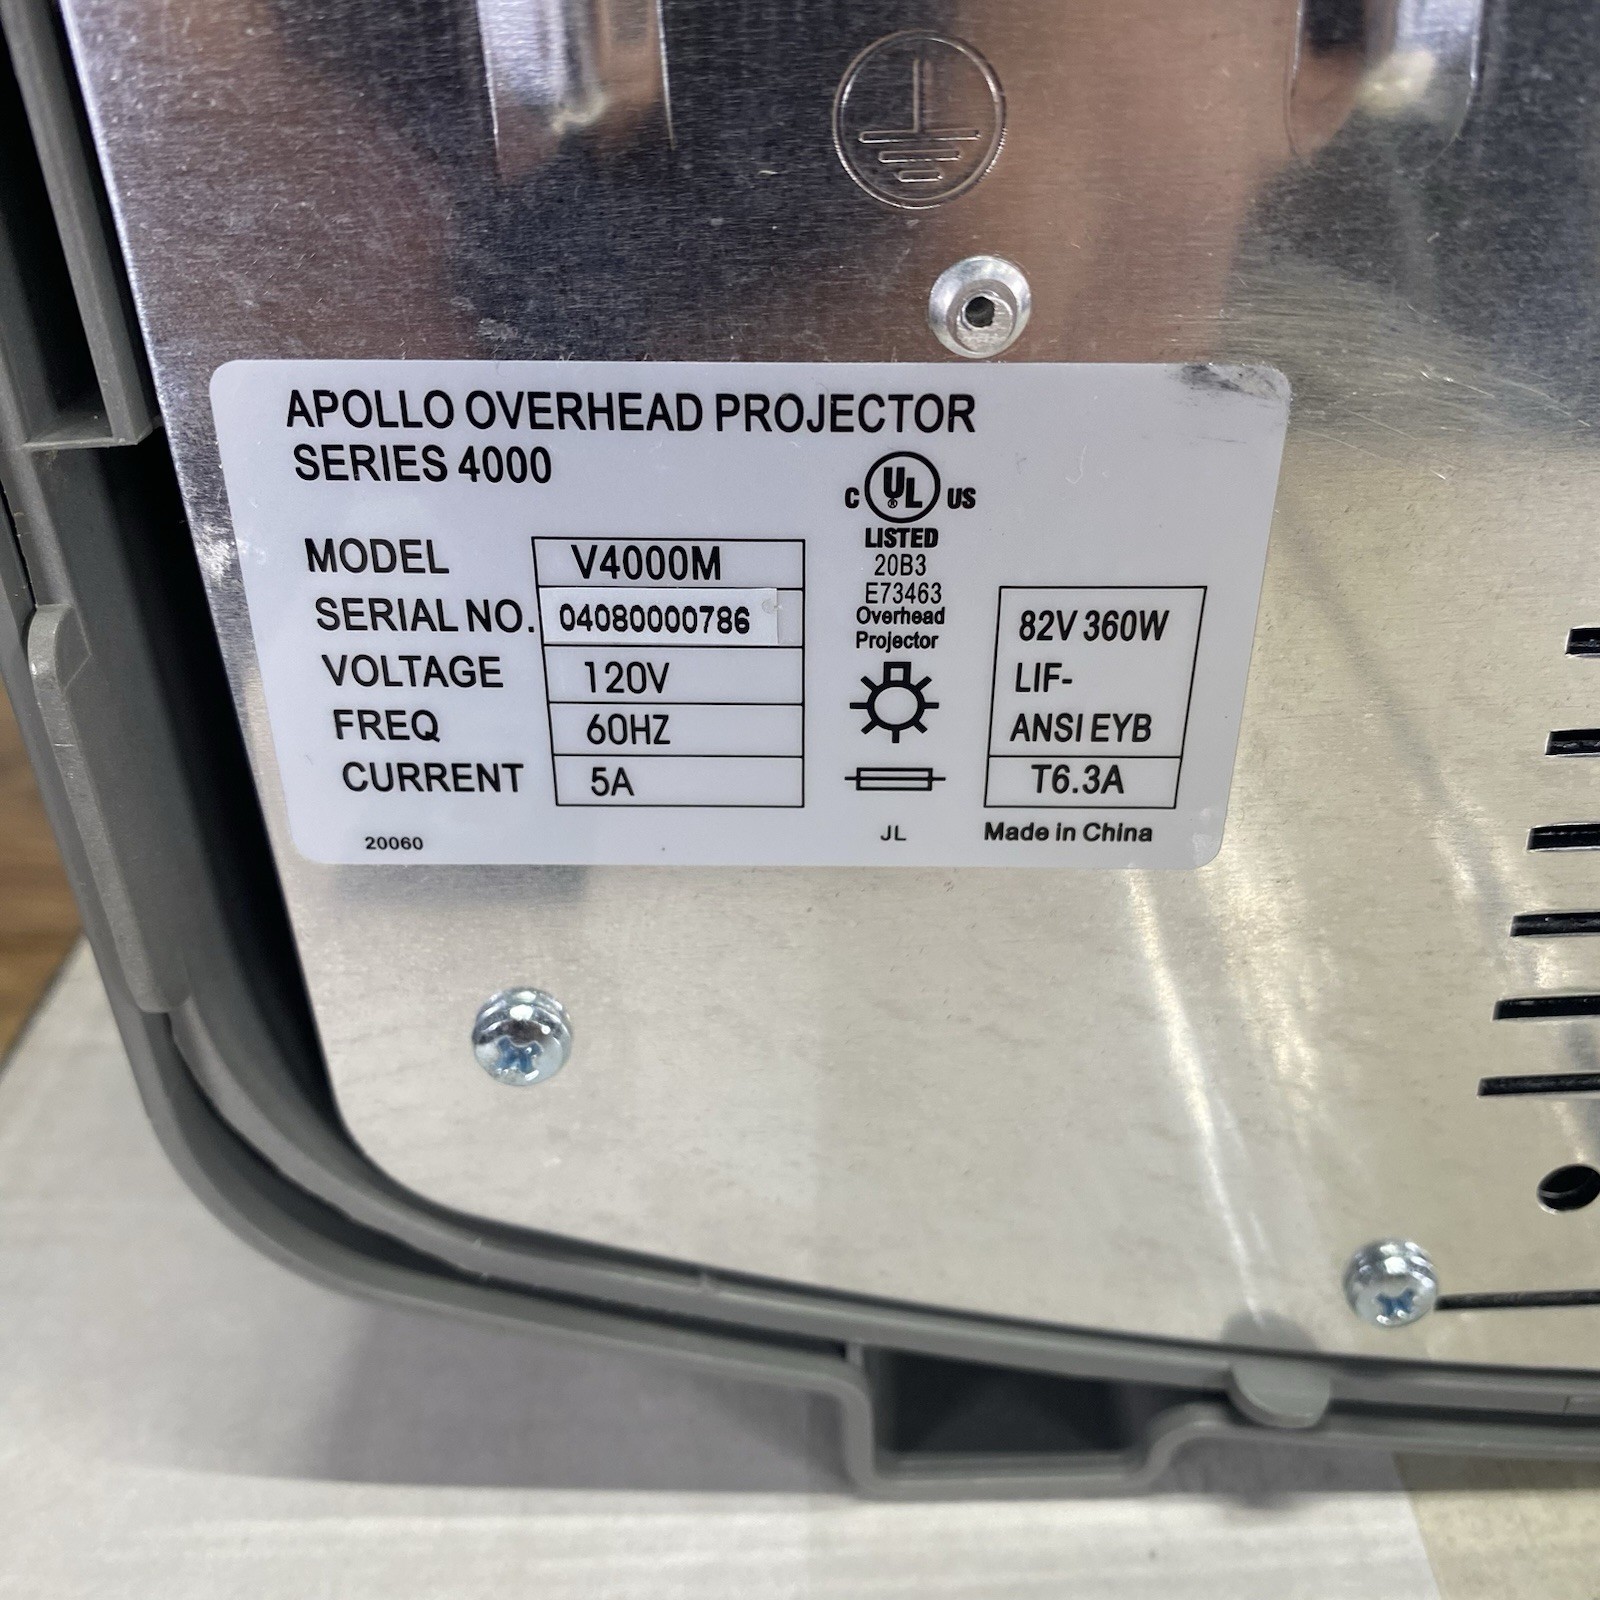 APOLLO OVERHEAD PROJECTOR
SERIES 4000
C UL US
LISTED
20B3
E73463
Overhead
Projector
MODEL V4000M
SERIAL NO. 04080000786
VOLTAGE 120V
FREQ 60HZ
CURRENT 5A
82V 360W
LIF-
ANSI EYB
T6.3A
20060
JL
Made in China